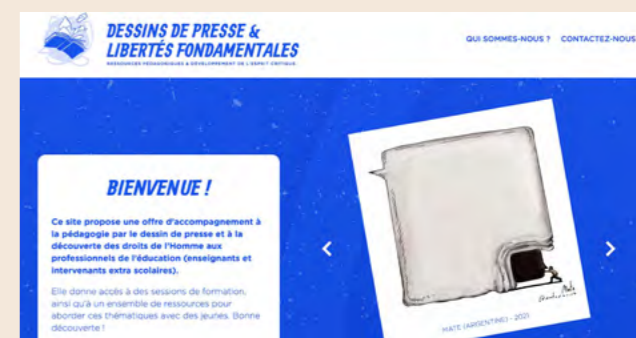 DESSINS DE PRESSE &
LIBERTÉS FONDAMENTALES
RESSOURCES PÉDAGOGIQUES & DÉVELOPPEMENT DE L'ESPRIT CRITIQUE.
QUI SOMMES-NOUS ? CONTACTEZ-NOUS
BIENVENUE !
Ce site propose une offre d'accompagnement à
la pédagogie par le dessin de presse et à la
découverte des droits de l'Homme aux
professionnels de l'éducation (enseignants et
intervenants extra scolaires).
Elle donne accès à des sessions de formation,
ainsi qu'à un ensemble de ressources pour
aborder ces thématiques avec des jeunes. Bonne
découverte !
Mate
MATE (ARGENTINE) - 2021